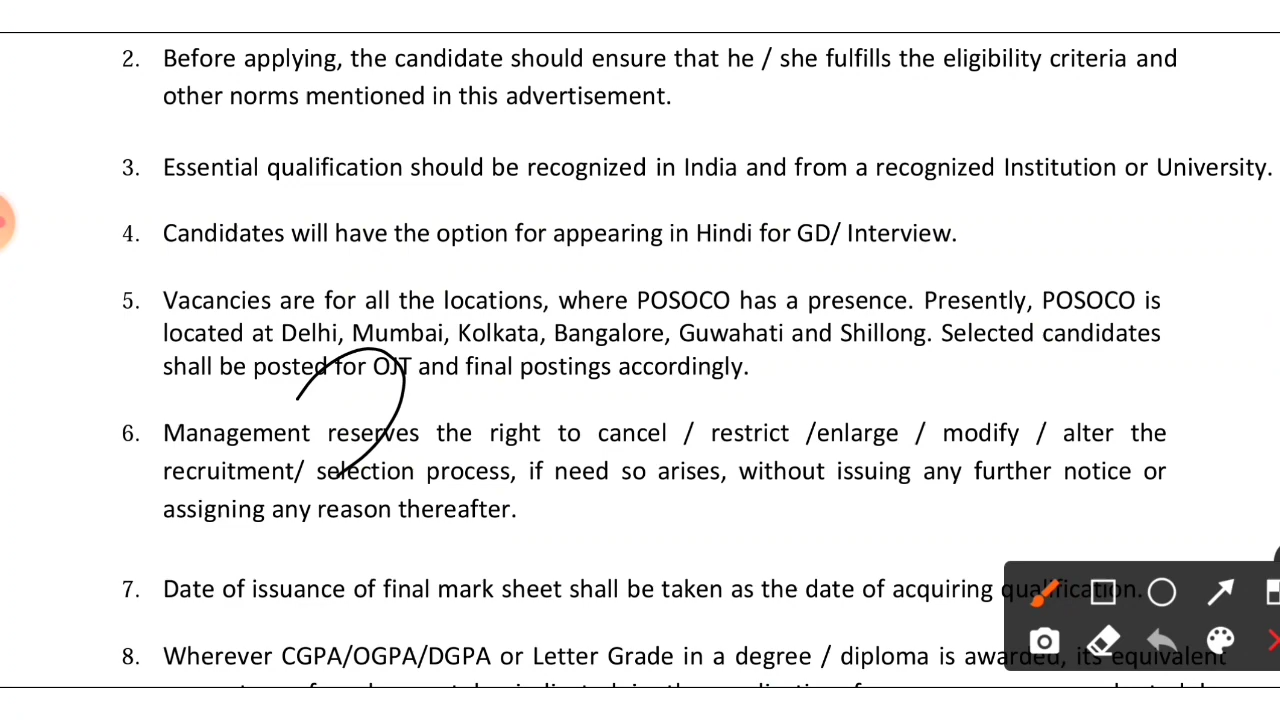 2. Before applying, the candidate should ensure that he / she fulfills the eligibility criteria and
other norms mentioned in this advertisement.
3. Essential qualification should be recognized in India and from a recognized Institution or University.
4. Candidates will have the option for appearing in Hindi for GD/ Interview.
5. Vacancies are for all the locations, where POSOCO has a presence. Presently, POSOCO is
located at Delhi, Mumbai, Kolkata, Bangalore, Guwahati and Shillong. Selected candidates
shall be posted for OJT and final postings accordingly.
6. Management reserves the right to cancel / restrict /enlarge / modify / alter the
recruitment/ selection process, if need so arises, without issuing any further notice or
assigning any reason thereafter.
7. Date of issuance of final mark sheet shall be taken as the date of acquiring qualification.
8. Wherever CGPA/OGPA/DGPA or Letter Grade in a degree / diploma is awarded, its equivalent